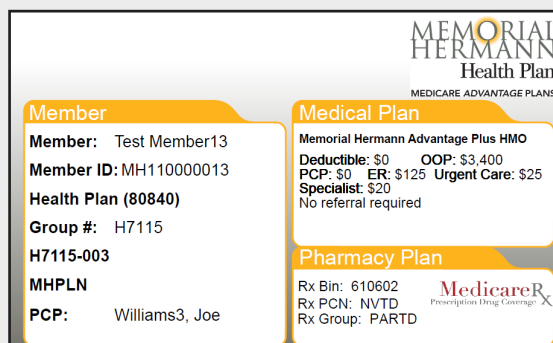 MEMORIAL
HERMANN
Health Plan
MEDICARE ADVANTAGE PLANS
Member
Member: Test Member13
Member ID: MH110000013
Health Plan (80840)
Group #: H7115
H7115-003
MHPLN
PCP: Williams3, Joe
Medical Plan
Memorial Hermann Advantage Plus HMO
Deductible: $0 OOP: $3,400
PCP: $0 ER: $125 Urgent Care: $25
Specialist: $20
No referral required
Pharmacy Plan
Rx Bin: 610602
Rx PCN: NVTD
Rx Group: PARTD
MedicareRx
Prescription Drug Coverage